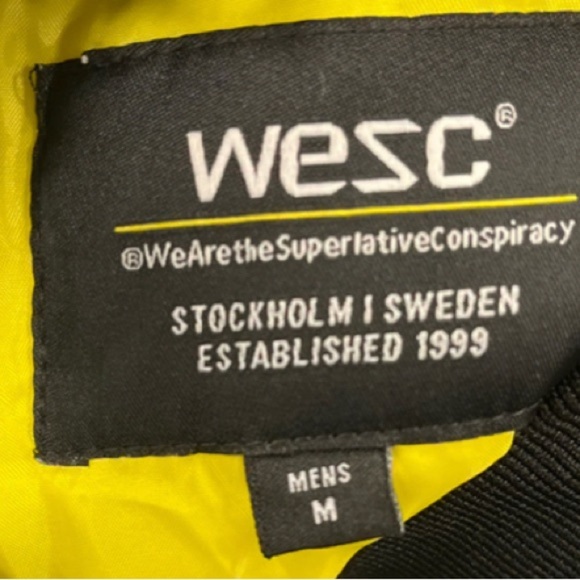 wesc®
®WeAretheSuperlativeConspiracy
STOCKHOLM | SWEDEN
ESTABLISHED 1999
MENS
M